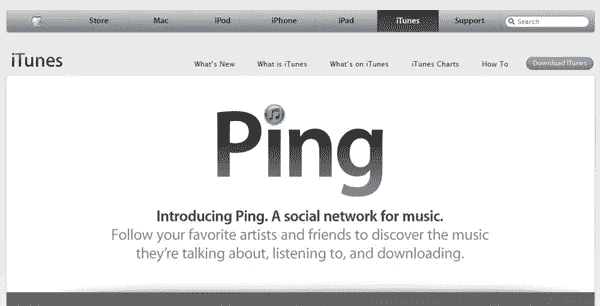 Store Mac iPod iPhone iPad iTunes Support Search
iTunes What's New What is iTunes What's on iTunes iTunes Charts How To Download iTunes
Ping
Introducing Ping. A social network for music.
Follow your favorite artists and friends to discover the music
they're talking about, listening to, and downloading.